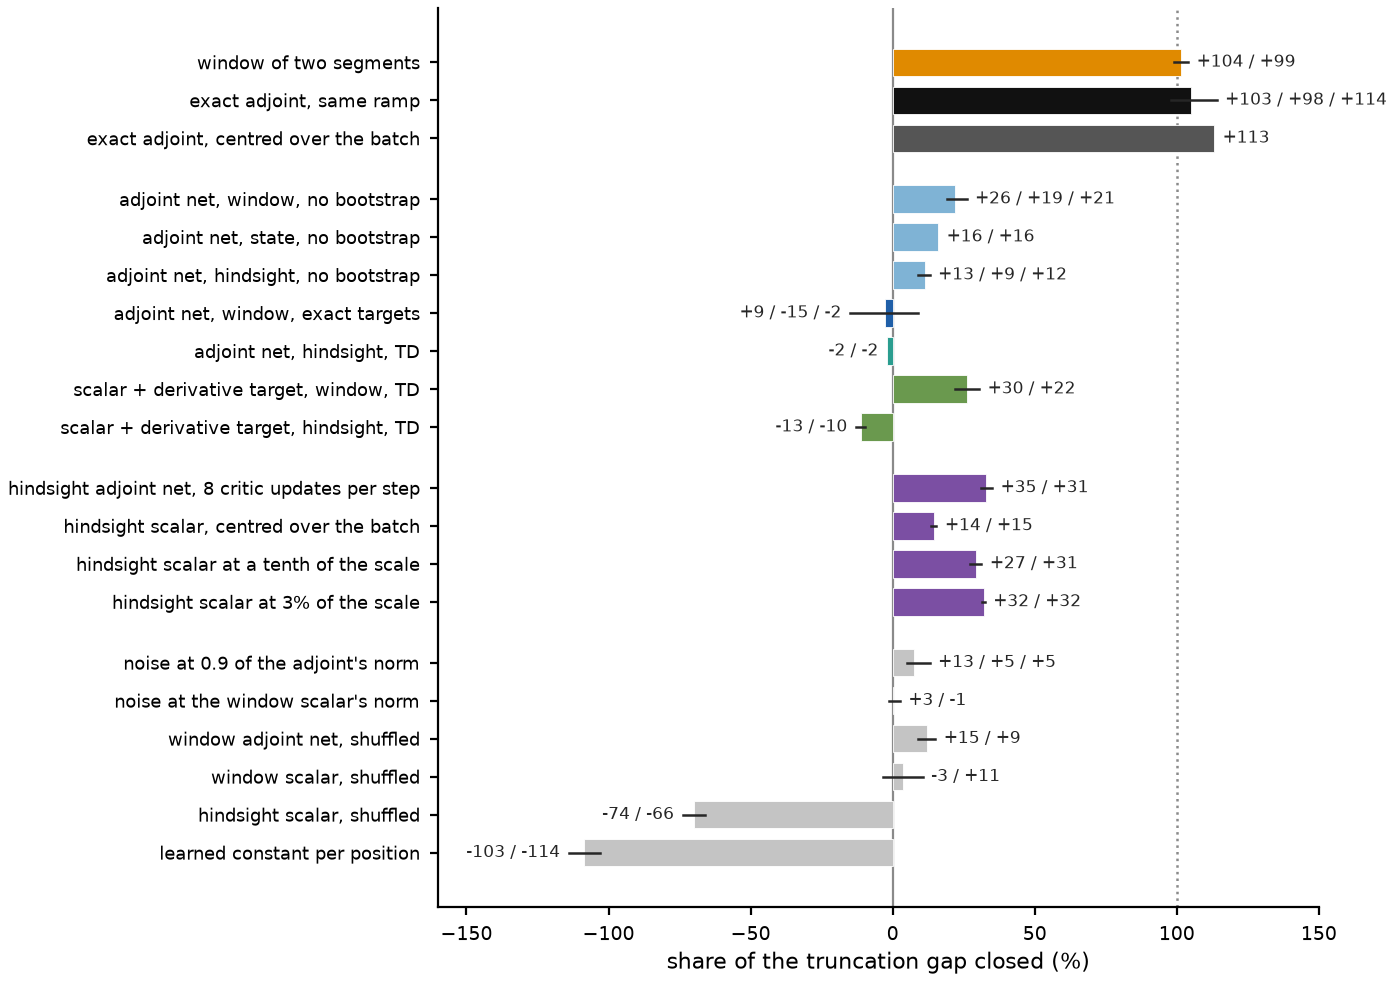 window of two segments +104 / +99
exact adjoint, same ramp +103 / +98 / +114
exact adjoint, centred over the batch +113
adjoint net, window, no bootstrap +26 / +19 / +21
adjoint net, state, no bootstrap +16 / +16
adjoint net, hindsight, no bootstrap +13 / +9 / +12
adjoint net, window, exact targets +9 / -15 / -2
adjoint net, hindsight, TD -2 / -2
scalar + derivative target, window, TD +30 / +22
scalar + derivative target, hindsight, TD -13 / -10
hindsight adjoint net, 8 critic updates per step +35 / +31
hindsight scalar, centred over the batch +14 / +15
hindsight scalar at a tenth of the scale +27 / +31
hindsight scalar at 3% of the scale +32 / +32
noise at 0.9 of the adjoint's norm +13 / +5 / +5
noise at the window scalar's norm +3 / -1
window adjoint net, shuffled +15 / +9
window scalar, shuffled -3 / +11
hindsight scalar, shuffled -74 / -66
learned constant per position -103 / -114
−150 −100 −50 0 50 100 150
share of the truncation gap closed (%)